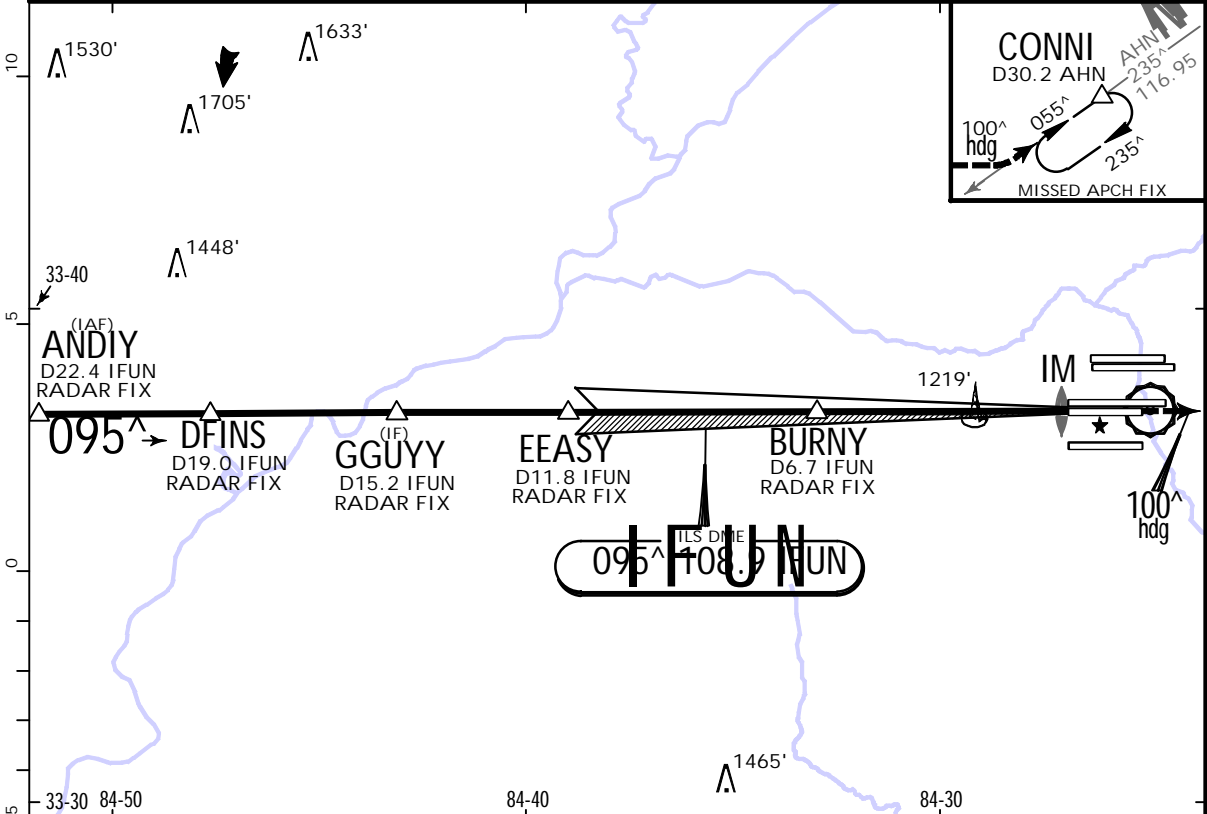 1530'
1633'
1705'
1448'
10
5
0
5
33-40
(IAF)
ANDIY
D22.4 IFUN
RADAR FIX
095^
DFINS
D19.0 IFUN
RADAR FIX
(IF)
GGUYY
D15.2 IFUN
RADAR FIX
EEASY
D11.8 IFUN
RADAR FIX
BURNY
D6.7 IFUN
RADAR FIX
1219'
IM
100^
hdg
ILS DME
095^ 108.9 IFUN
I F U N
1465'
33-30
84-50
84-40
84-30
CONNI
D30.2 AHN
AHN
235^
116.95
055^
235^
100^
hdg
MISSED APCH FIX